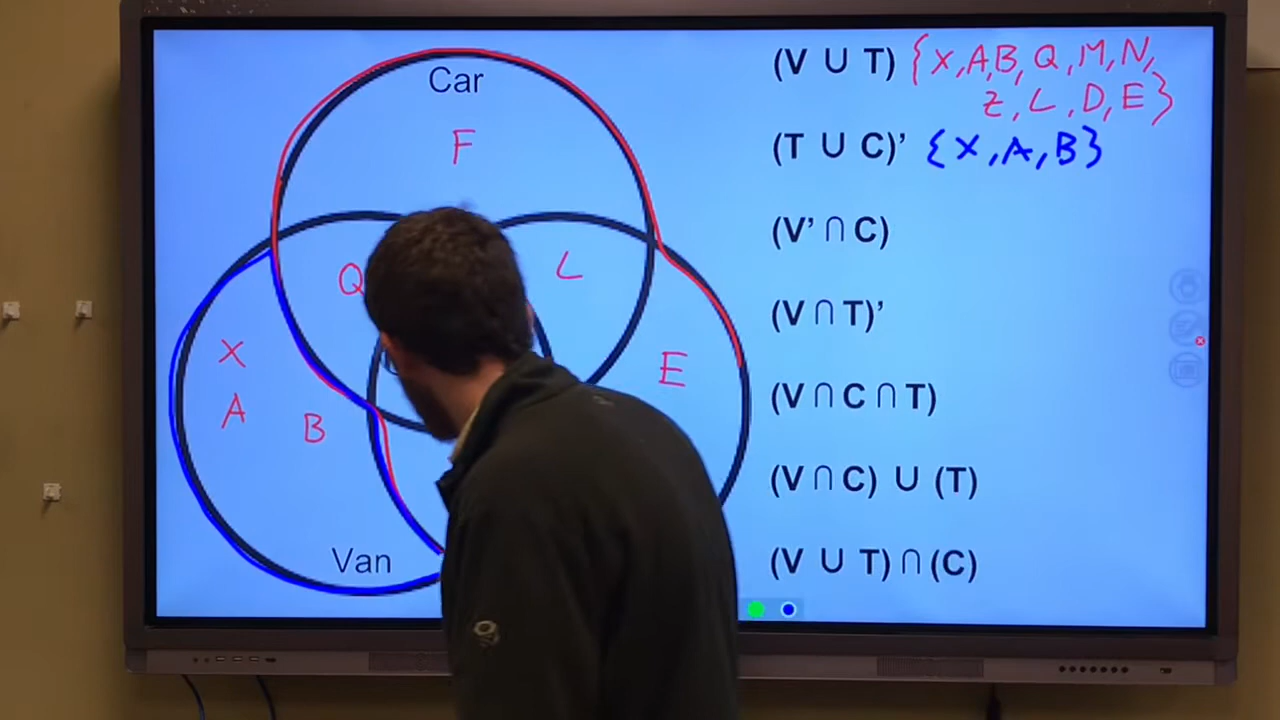 Car
F
Q
L
X
E
A
B
Van
(V ∪ T) {X,A,B,Q,M,N,
Z,L,D,E}
(T ∪ C)’ {X,A,B}
(V’ ∩ C)
(V ∩ T)’
(V ∩ C ∩ T)
(V ∩ C) ∪ (T)
(V ∪ T) ∩ (C)